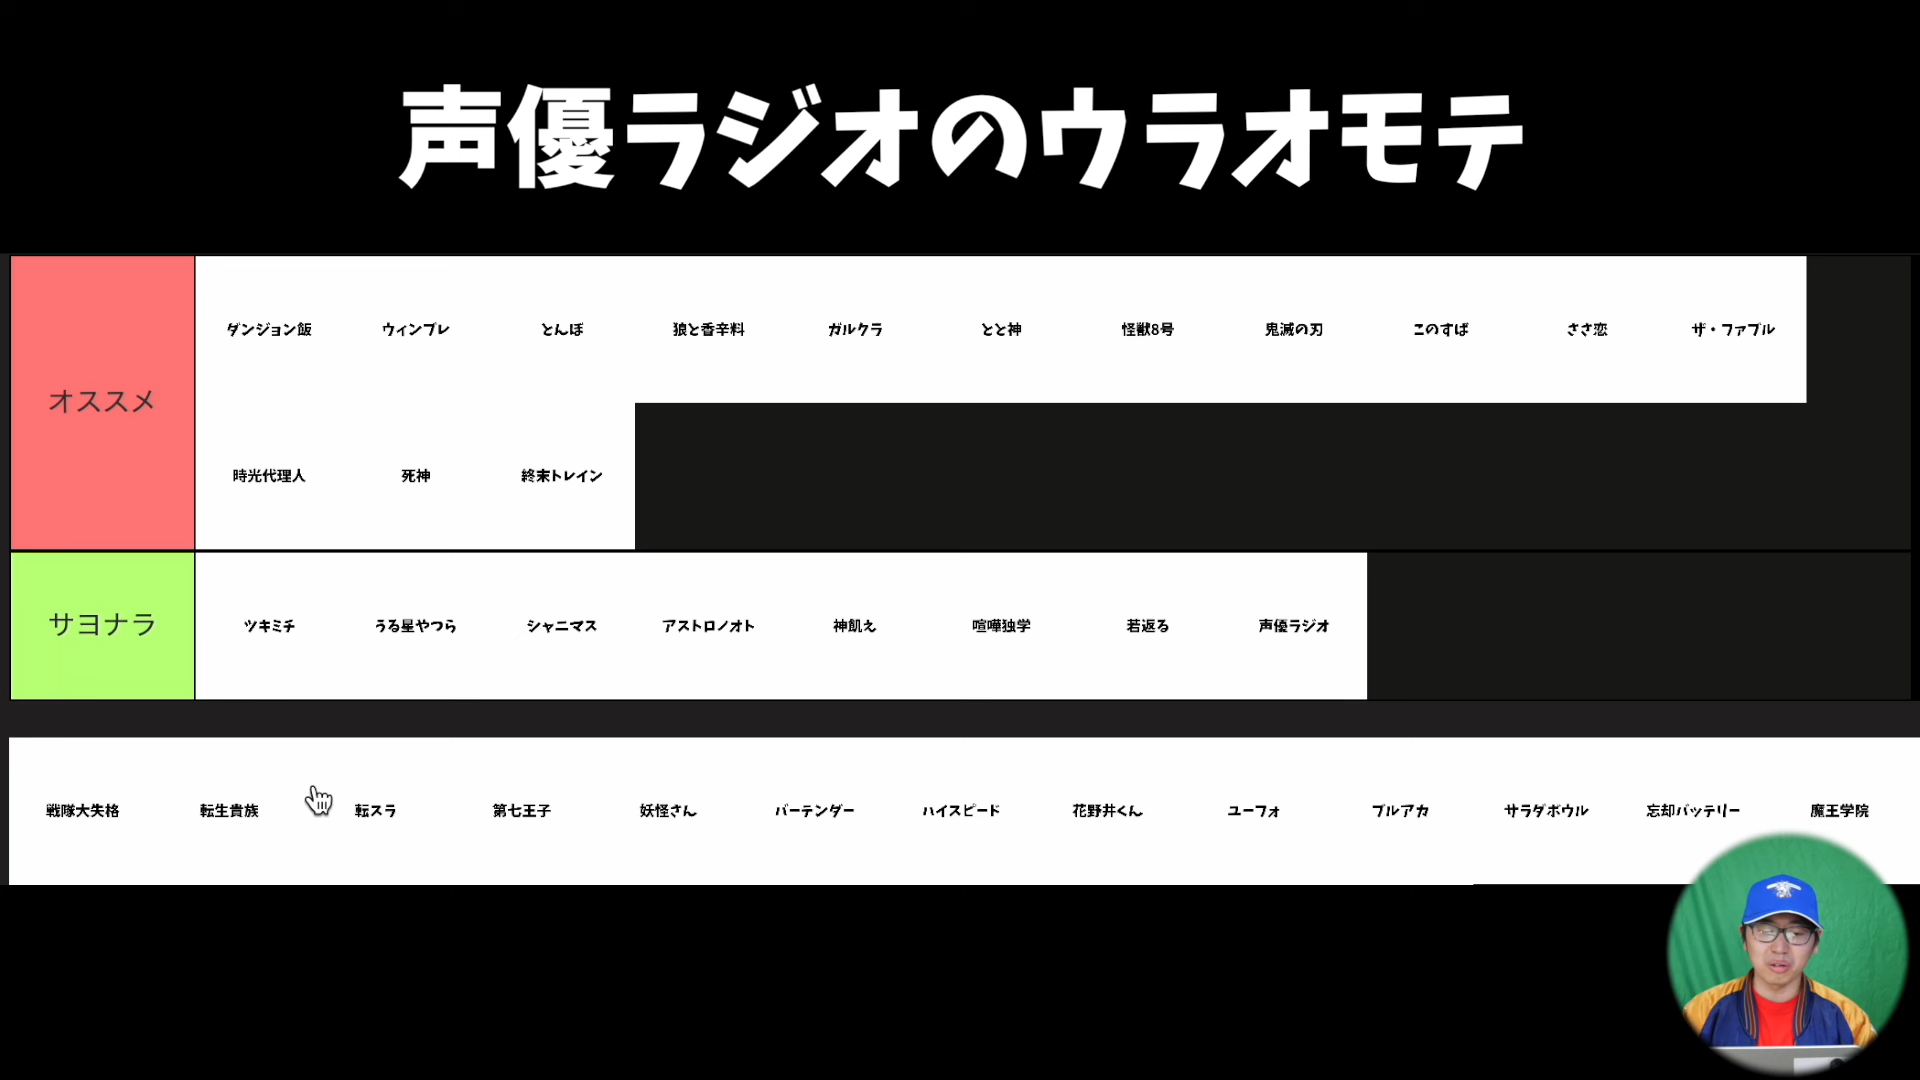 声優ラジオのウラオモテ
オススメ
ダンジョン飯 ウィンブレ とんぼ 狼と香辛料 ガルクラ とと神 怪獣8号 鬼滅の刃 このすば ささ恋 ザ・ファブル
時光代理人 死神 終末トレイン
サヨナラ
ツキミチ うる星やつら シャニマス アストロノオト 神飢え 喧嘩独学 若返る 声優ラジオ
戦隊大失格 転生貴族 転スラ 第七王子 妖怪さん バーテンダー ハイスピード 花野井くん ユーフォ ブルアカ サラダボウル 忘却バッテリー 魔王学院